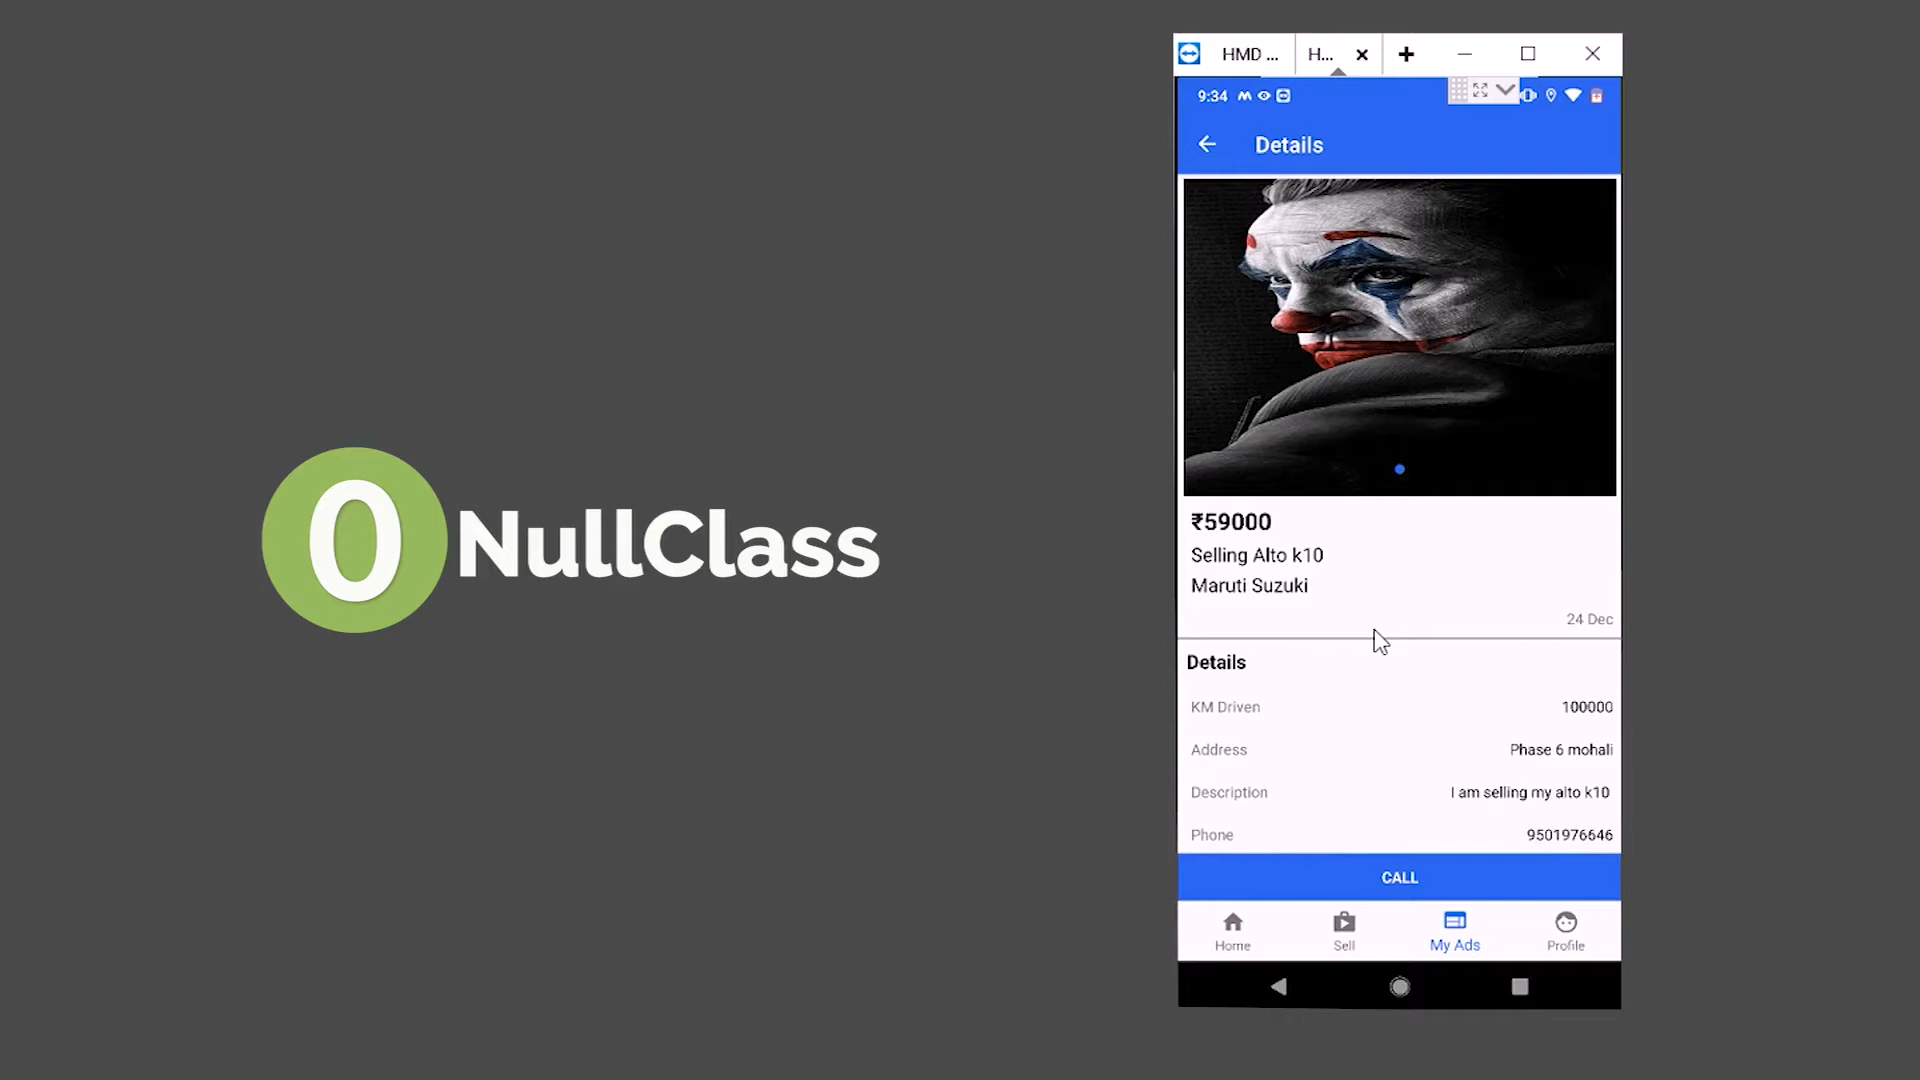 0 NullClass
HMD ...
H...
9:34
Details
₹59000
Selling Alto k10
Maruti Suzuki
24 Dec
Details
KM Driven 100000
Address Phase 6 mohali
Description I am selling my alto k10
Phone 9501976646
CALL
Home Sell My Ads Profile